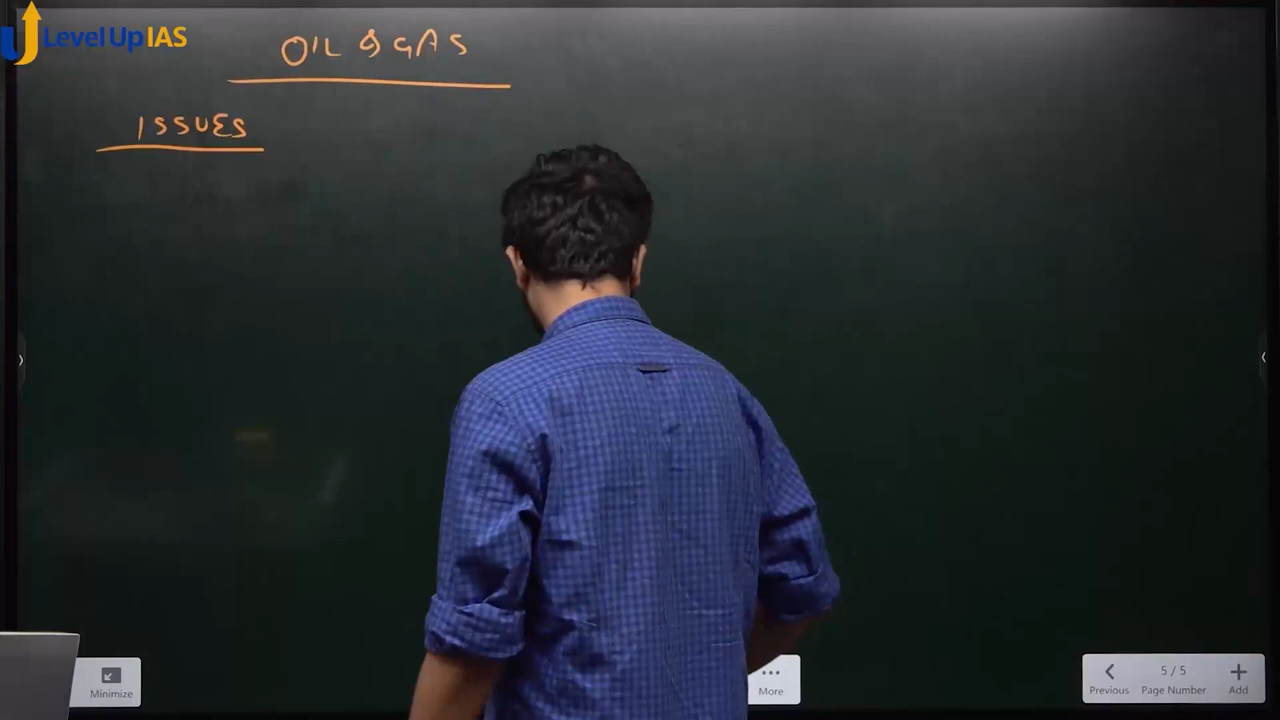 Level Up IAS
OIL & GAS
ISSUES
Minimize
More
Previous
5 / 5
Page Number
Add